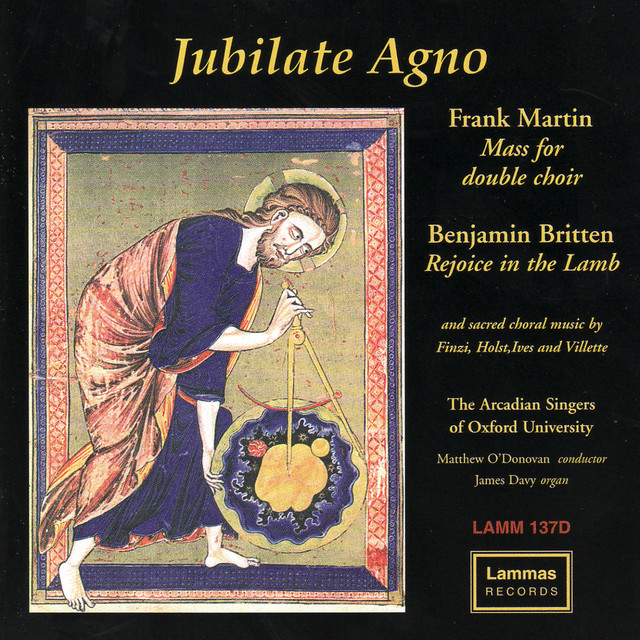 Jubilate Agno
Frank Martin
Mass for
double choir
Benjamin Britten
Rejoice in the Lamb
and sacred choral music by
Finzi, Holst,Ives and Villette
The Arcadian Singers
of Oxford University
Matthew O'Donovan conductor
James Davy organ
LAMM 137D
Lammas
RECORDS